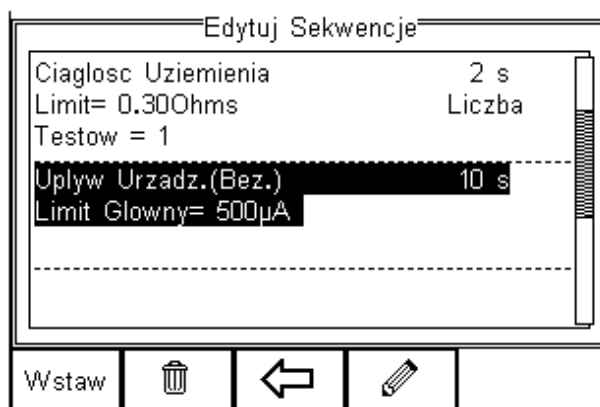 Edytuj Sekwencje
Ciaglosc Uziemienia 2 s
Limit= 0.30Ohms Liczba
Testow = 1
Uplyw Urzadz.(Bez.) 10 s
Limit Glowny= 500µA
Wstaw